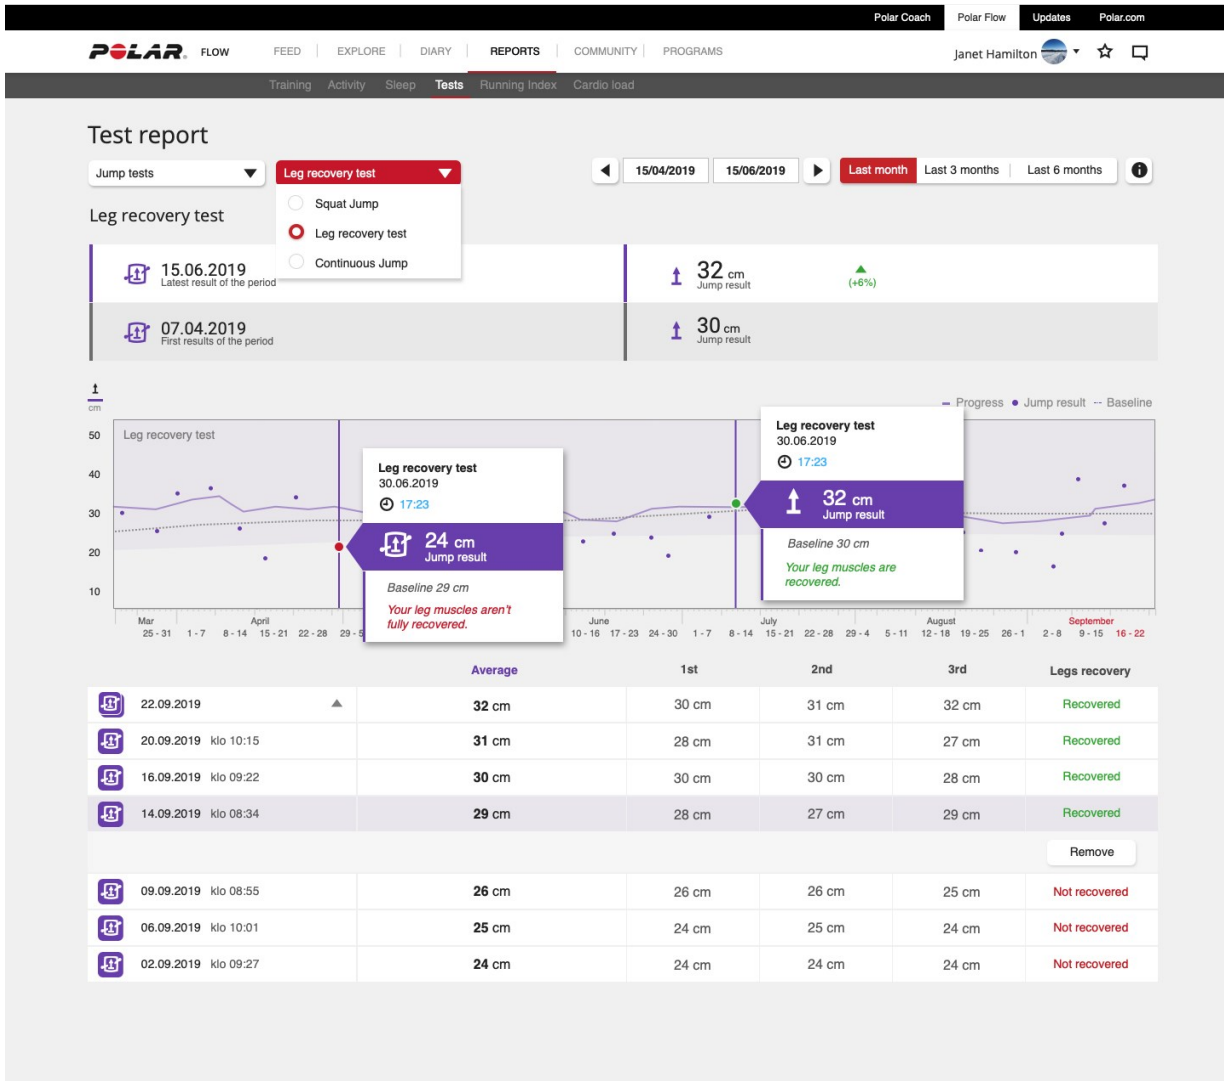 Polar Coach Polar Flow Updates Polar.com
POLAR. FLOW FEED EXPLORE DIARY REPORTS COMMUNITY PROGRAMS Janet Hamilton
Training Activity Sleep Tests Running Index Cardio load
Test report
Jump tests Leg recovery test 15/04/2019 15/06/2019 Last month Last 3 months Last 6 months
Squat Jump
Leg recovery test
Continuous Jump
Leg recovery test
15.06.2019 32 cm
Latest result of the period Jump result (+6%)
07.04.2019 30 cm
First results of the period Jump result
cm
Progress Jump result -- Baseline
50 Leg recovery test
40
30
20
10
Leg recovery test
30.06.2019
17:23
24 cm
Jump result
Baseline 29 cm
Your leg muscles aren't
fully recovered.
Leg recovery test
30.06.2019
17:23
32 cm
Jump result
Baseline 30 cm
Your leg muscles are
recovered.
Mar April June July August September
25 - 31 1 - 7 8 - 14 15 - 21 22 - 28 29 - 5 10 - 16 17 - 23 24 - 30 1 - 7 8 - 14 15 - 21 22 - 28 29 - 4 5 - 11 12 - 18 19 - 25 26 - 1 2 - 8 9 - 15 16 - 22
Average 1st 2nd 3rd Legs recovery
22.09.2019 32 cm 30 cm 31 cm 32 cm Recovered
20.09.2019 klo 10:15 31 cm 28 cm 31 cm 27 cm Recovered
16.09.2019 klo 09:22 30 cm 30 cm 30 cm 28 cm Recovered
14.09.2019 klo 08:34 29 cm 28 cm 27 cm 29 cm Recovered
Remove
09.09.2019 klo 08:55 26 cm 26 cm 26 cm 25 cm Not recovered
06.09.2019 klo 10:01 25 cm 24 cm 25 cm 24 cm Not recovered
02.09.2019 klo 09:27 24 cm 24 cm 24 cm 24 cm Not recovered